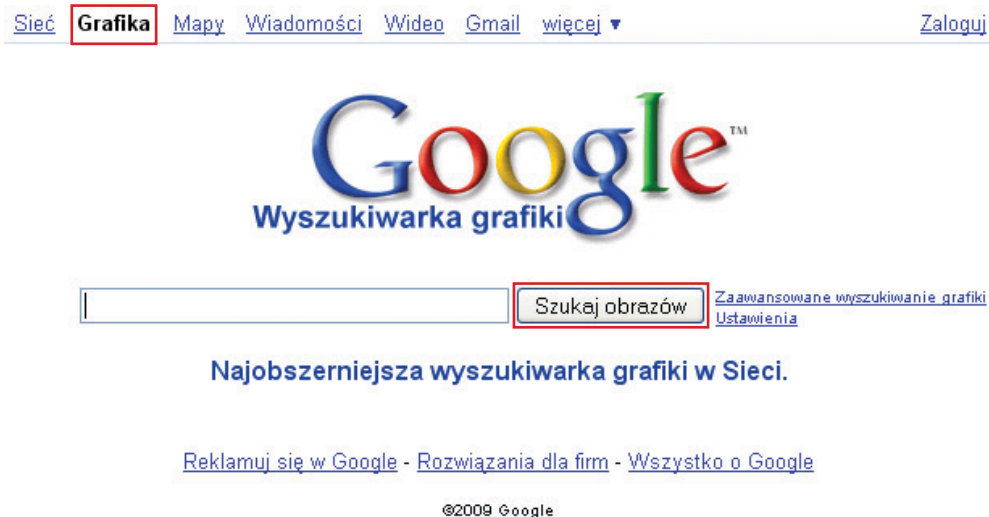 Sieć Grafika Mapy Wiadomości Wideo Gmail więcej ▼ Zaloguj
Google™
Wyszukiwarka grafiki
Szukaj obrazów
Zaawansowane wyszukiwanie grafiki
Ustawienia
Najobszerniejsza wyszukiwarka grafiki w Sieci.
Reklamuj się w Google - Rozwiązania dla firm - Wszystko o Google
©2009 Google